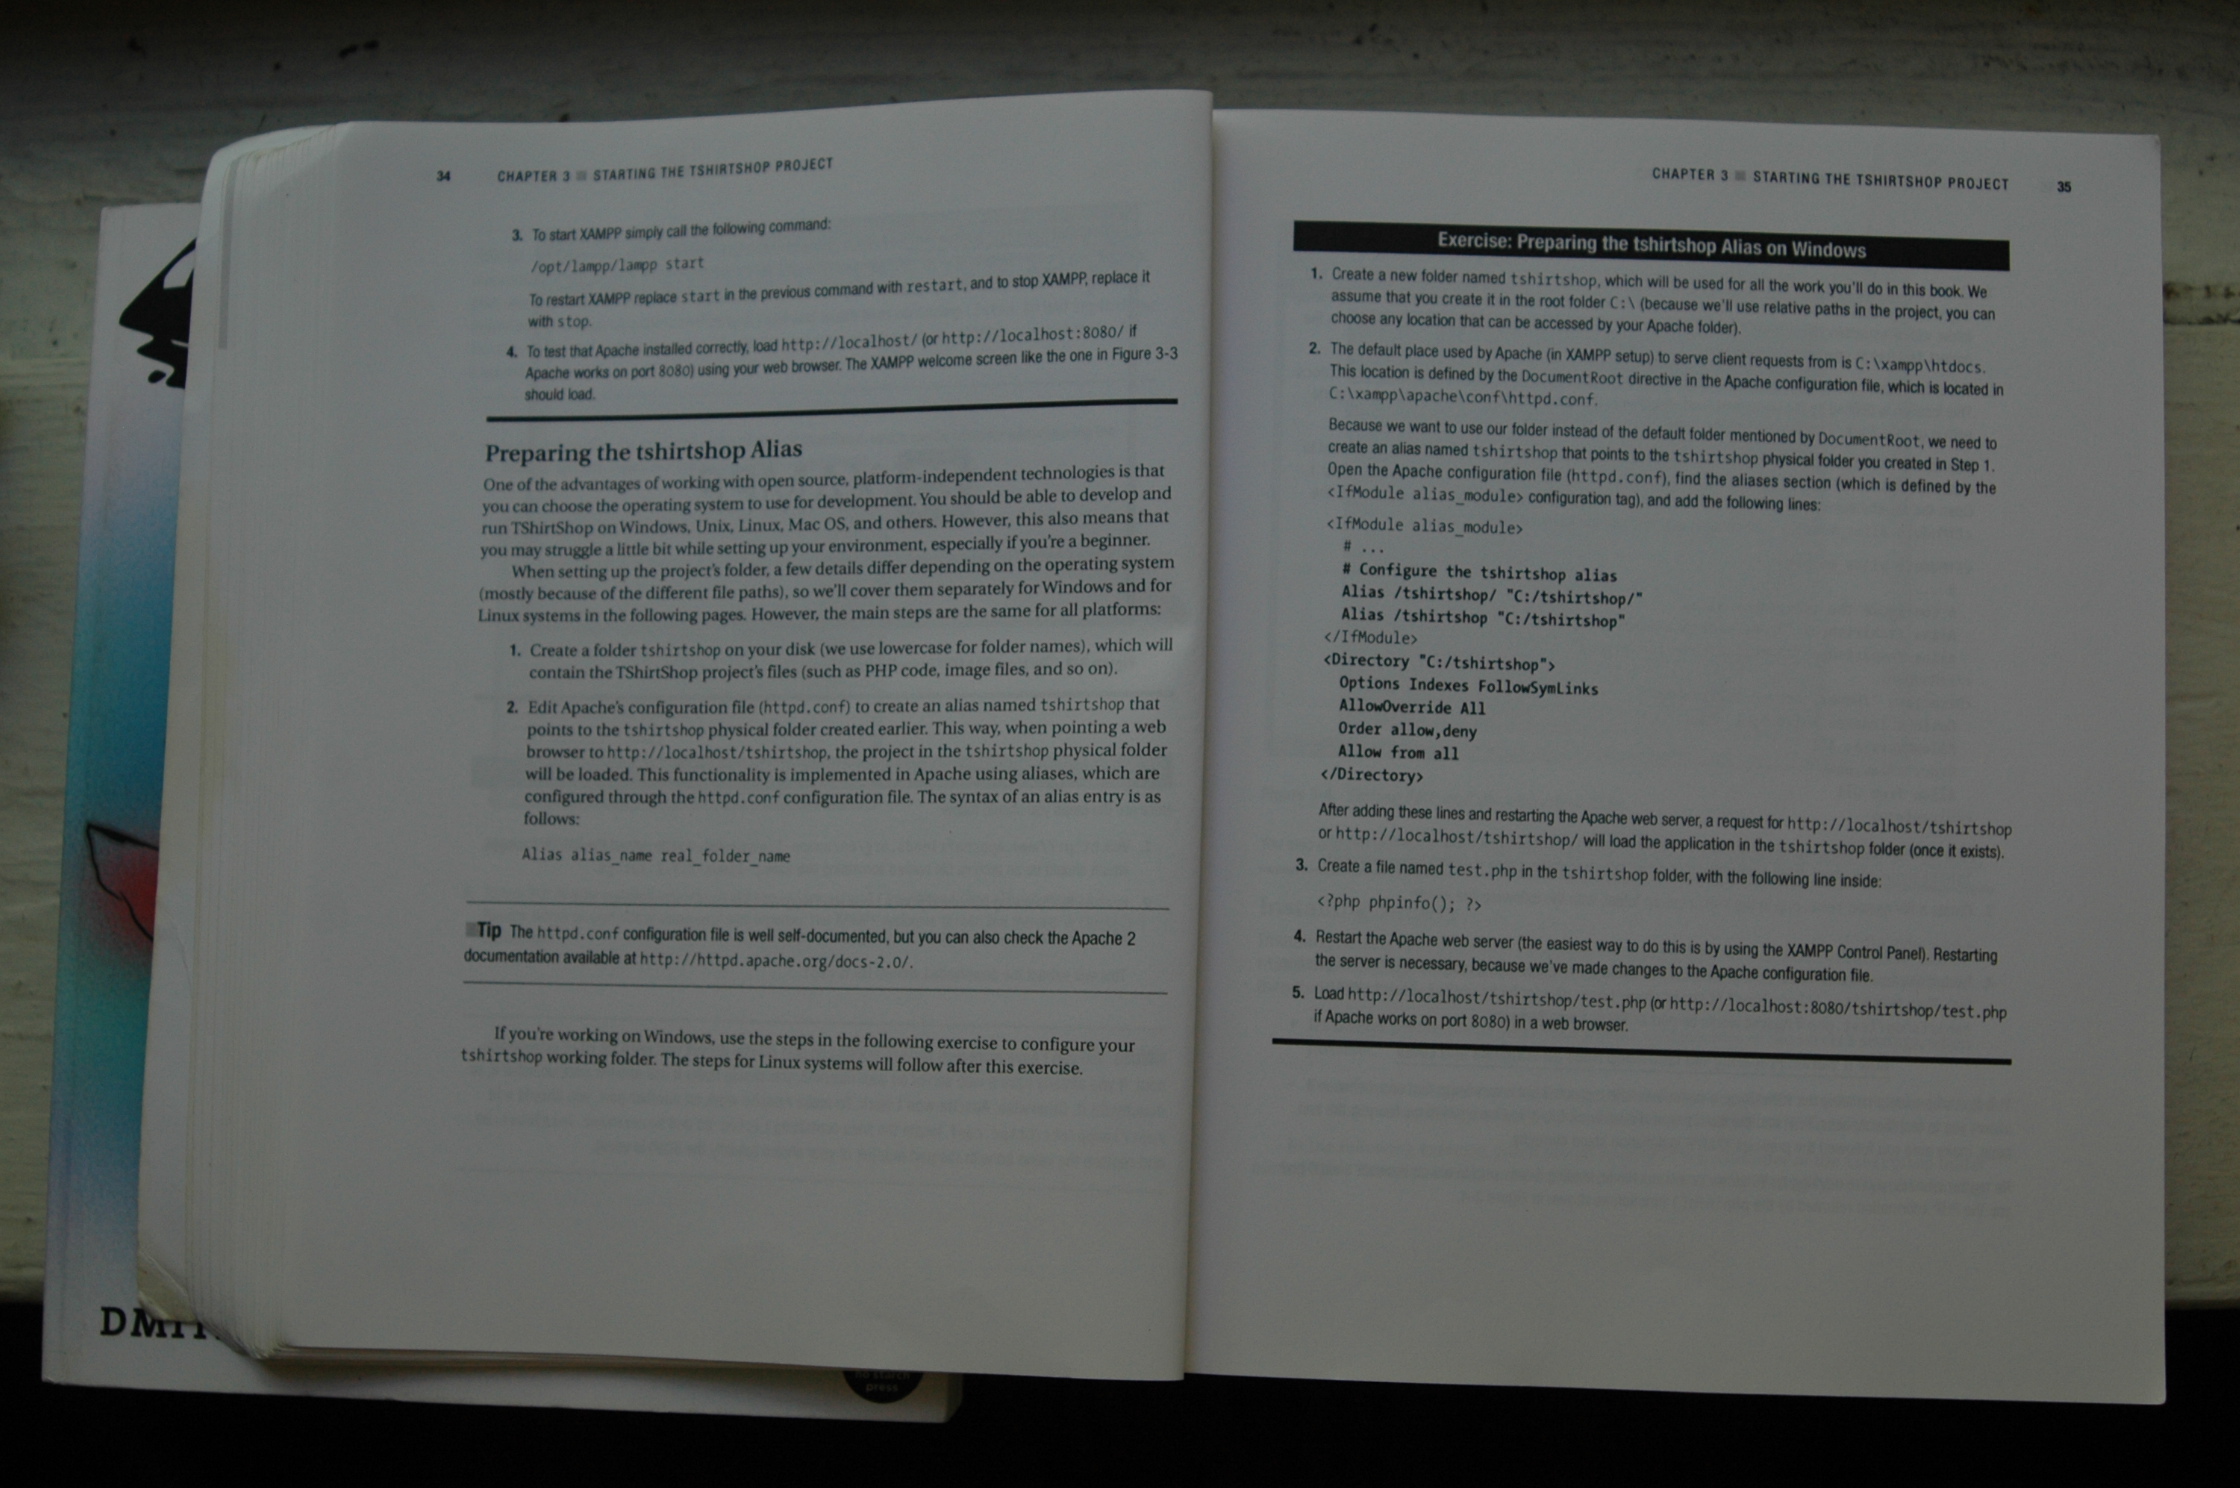 34 CHAPTER 3 ■ STARTING THE TSHIRTSHOP PROJECT
3. To start XAMPP simply call the following command:
/opt/lampp/lampp start
To restart XAMPP replace start in the previous command with restart, and to stop XAMPP, replace it
with stop.
4. To test that Apache installed correctly, load http://localhost/ (or http://localhost:8080/ if
Apache works on port 8080) using your web browser. The XAMPP welcome screen like the one in Figure 3-3
should load.
Preparing the tshirtshop Alias
One of the advantages of working with open source, platform-independent technologies is that
you can choose the operating system to use for development. You should be able to develop and
run TShirtShop on Windows, Unix, Linux, Mac OS, and others. However, this also means that
you may struggle a little bit while setting up your environment, especially if you're a beginner.
When setting up the project's folder, a few details differ depending on the operating system
(mostly because of the different file paths), so we'll cover them separately for Windows and for
Linux systems in the following pages. However, the main steps are the same for all platforms:
1. Create a folder tshirtshop on your disk (we use lowercase for folder names), which will
contain the TShirtShop project's files (such as PHP code, image files, and so on).
2. Edit Apache's configuration file (httpd.conf) to create an alias named tshirtshop that
points to the tshirtshop physical folder created earlier. This way, when pointing a web
browser to http://localhost/tshirtshop, the project in the tshirtshop physical folder
will be loaded. This functionality is implemented in Apache using aliases, which are
configured through the httpd.conf configuration file. The syntax of an alias entry is as
follows:
Alias alias_name real_folder_name
■Tip The httpd.conf configuration file is well self-documented, but you can also check the Apache 2
documentation available at http://httpd.apache.org/docs-2.0/.
If you're working on Windows, use the steps in the following exercise to configure your
tshirtshop working folder. The steps for Linux systems will follow after this exercise.
CHAPTER 3 ■ STARTING THE TSHIRTSHOP PROJECT 35
Exercise: Preparing the tshirtshop Alias on Windows
1. Create a new folder named tshirtshop, which will be used for all the work you'll do in this book. We
assume that you create it in the root folder C:\ (because we'll use relative paths in the project, you can
choose any location that can be accessed by your Apache folder).
2. The default place used by Apache (in XAMPP setup) to serve client requests from is C:\xampp\htdocs.
This location is defined by the DocumentRoot directive in the Apache configuration file, which is located in
C:\xampp\apache\conf\httpd.conf.
Because we want to use our folder instead of the default folder mentioned by DocumentRoot, we need to
create an alias named tshirtshop that points to the tshirtshop physical folder you created in Step 1.
Open the Apache configuration file (httpd.conf), find the aliases section (which is defined by the
<IfModule alias_module> configuration tag), and add the following lines:
<IfModule alias_module>
# ...
# Configure the tshirtshop alias
Alias /tshirtshop/ "C:/tshirtshop/"
Alias /tshirtshop "C:/tshirtshop"
</IfModule>
<Directory "C:/tshirtshop">
Options Indexes FollowSymLinks
AllowOverride All
Order allow,deny
Allow from all
</Directory>
After adding these lines and restarting the Apache web server, a request for http://localhost/tshirtshop
or http://localhost/tshirtshop/ will load the application in the tshirtshop folder (once it exists).
3. Create a file named test.php in the tshirtshop folder, with the following line inside:
<?php phpinfo(); ?>
4. Restart the Apache web server (the easiest way to do this is by using the XAMPP Control Panel). Restarting
the server is necessary, because we've made changes to the Apache configuration file.
5. Load http://localhost/tshirtshop/test.php (or http://localhost:8080/tshirtshop/test.php
if Apache works on port 8080) in a web browser.
press